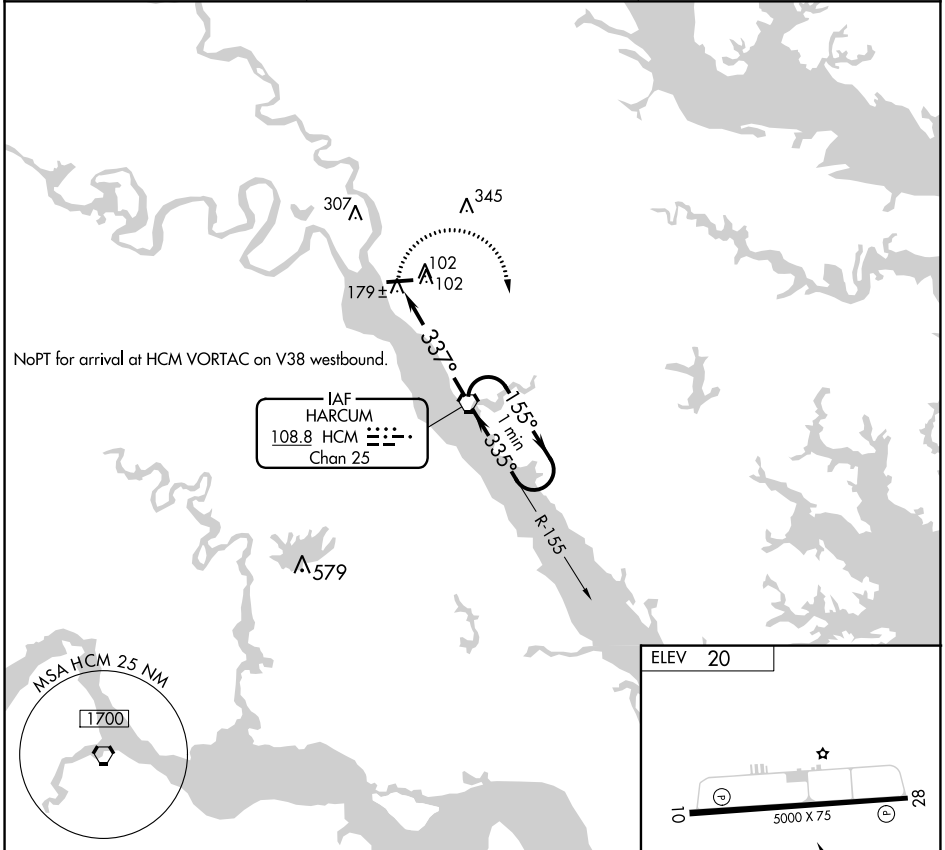 345
307
102
102
179 ±
337°
NoPT for arrival at HCM VORTAC on V38 westbound.
IAF
HARCUM
108.8 HCM
Chan 25
155°
1 min
335°
R-155
579
MSA HCM 25 NM
1700
ELEV 20
P
P
10
28
5000 X 75